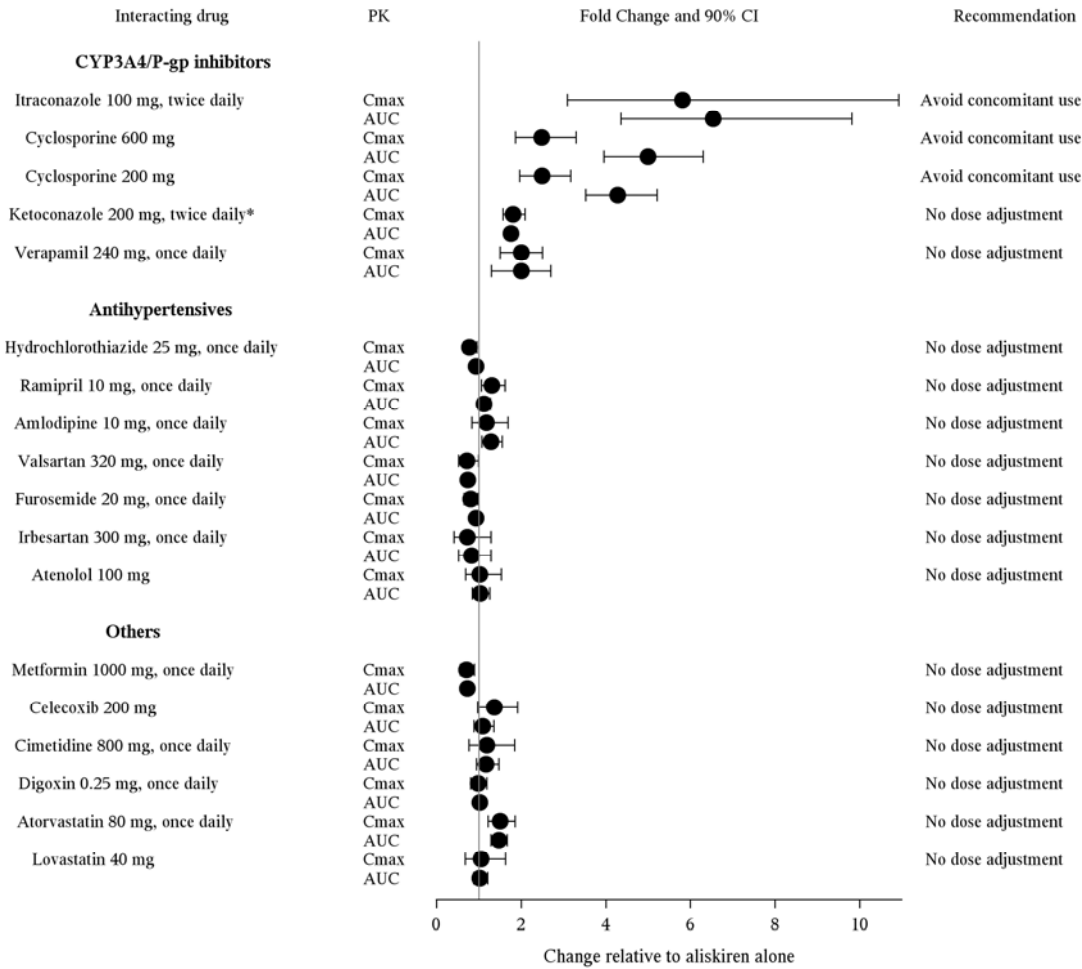 Interacting drug PK Fold Change and 90% CI Recommendation
CYP3A4/P-gp inhibitors
Itraconazole 100 mg, twice daily Cmax Avoid concomitant use
AUC
Cyclosporine 600 mg Cmax Avoid concomitant use
AUC
Cyclosporine 200 mg Cmax Avoid concomitant use
AUC
Ketoconazole 200 mg, twice daily* Cmax No dose adjustment
AUC
Verapamil 240 mg, once daily Cmax No dose adjustment
AUC
Antihypertensives
Hydrochlorothiazide 25 mg, once daily Cmax No dose adjustment
AUC
Ramipril 10 mg, once daily Cmax No dose adjustment
AUC
Amlodipine 10 mg, once daily Cmax No dose adjustment
AUC
Valsartan 320 mg, once daily Cmax No dose adjustment
AUC
Furosemide 20 mg, once daily Cmax No dose adjustment
AUC
Irbesartan 300 mg, once daily Cmax No dose adjustment
AUC
Atenolol 100 mg Cmax No dose adjustment
AUC
Others
Metformin 1000 mg, once daily Cmax No dose adjustment
AUC
Celecoxib 200 mg Cmax No dose adjustment
AUC
Cimetidine 800 mg, once daily Cmax No dose adjustment
AUC
Digoxin 0.25 mg, once daily Cmax No dose adjustment
AUC
Atorvastatin 80 mg, once daily Cmax No dose adjustment
AUC
Lovastatin 40 mg Cmax No dose adjustment
AUC
0 2 4 6 8 10
Change relative to aliskiren alone